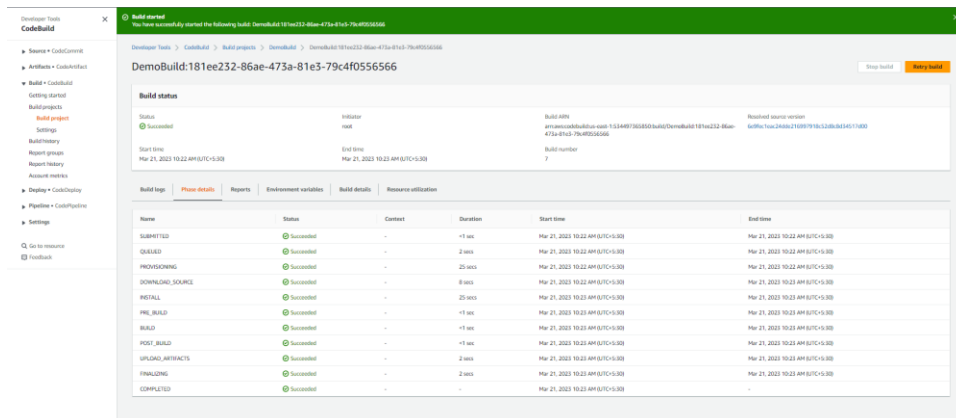 Developer Tools
CodeBuild
Source • CodeCommit
Artifacts • CodeArtifact
Build • CodeBuild
Getting started
Build projects
Build project
Settings
Build history
Report groups
Report history
Account metrics
Deploy • CodeDeploy
Pipeline • CodePipeline
Settings
Go to resource
Feedback
Build started
You have successfully started the following build: DemoBuild:181ee232-86ae-473a-81e3-79c4f0556566
Developer Tools > CodeBuild > Build projects > DemoBuild > DemoBuild:181ee232-86ae-473a-81e3-79c4f0556566
DemoBuild:181ee232-86ae-473a-81e3-79c4f0556566
Stop build Retry build
Build status
Status Initiator Build ARN Resolved source version
Succeeded root arn:aws:codebuild:us-east-1:534497365850:build/DemoBuild:181ee232-86ae-
473a-81e3-79c4f0556566
Start time End time Build number
Mar 21, 2023 10:22 AM (UTC+5:30) Mar 21, 2023 10:23 AM (UTC+5:30) 7
Build logs Phase details Reports Environment variables Build details Resource utilization
Name Status Context Duration Start time End time
SUBMITTED Succeeded - <1 sec Mar 21, 2023 10:22 AM (UTC+5:30) Mar 21, 2023 10:22 AM (UTC+5:30)
QUEUED Succeeded - 2 secs Mar 21, 2023 10:22 AM (UTC+5:30) Mar 21, 2023 10:22 AM (UTC+5:30)
PROVISIONING Succeeded - 25 secs Mar 21, 2023 10:22 AM (UTC+5:30) Mar 21, 2023 10:22 AM (UTC+5:30)
DOWNLOAD_SOURCE Succeeded - 8 secs Mar 21, 2023 10:22 AM (UTC+5:30) Mar 21, 2023 10:23 AM (UTC+5:30)
INSTALL Succeeded - 25 secs Mar 21, 2023 10:23 AM (UTC+5:30) Mar 21, 2023 10:23 AM (UTC+5:30)
PRE_BUILD Succeeded - <1 sec Mar 21, 2023 10:23 AM (UTC+5:30) Mar 21, 2023 10:23 AM (UTC+5:30)
BUILD Succeeded - <1 sec Mar 21, 2023 10:23 AM (UTC+5:30) Mar 21, 2023 10:23 AM (UTC+5:30)
POST_BUILD Succeeded - <1 sec Mar 21, 2023 10:23 AM (UTC+5:30) Mar 21, 2023 10:23 AM (UTC+5:30)
UPLOAD_ARTIFACTS Succeeded - 2 secs Mar 21, 2023 10:23 AM (UTC+5:30) Mar 21, 2023 10:23 AM (UTC+5:30)
FINALIZING Succeeded - 2 secs Mar 21, 2023 10:23 AM (UTC+5:30) Mar 21, 2023 10:23 AM (UTC+5:30)
COMPLETED Succeeded - - Mar 21, 2023 10:23 AM (UTC+5:30) -